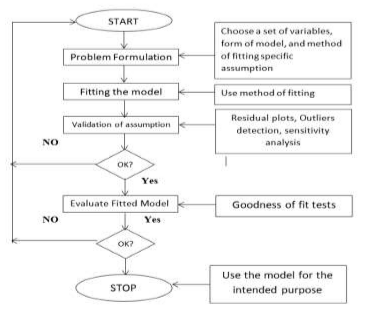 START
Choose a set of variables,
form of model, and method
of fitting specific
assumption
Problem Formulation
Fitting the model
Use method of fitting
Validation of assumption
Residual plots, Outliers
detection, sensitivity
analysis
NO
OK?
Yes
Evaluate Fitted Model
Goodness of fit tests
NO
Yes
OK?
STOP
Use the model for the
intended purpose